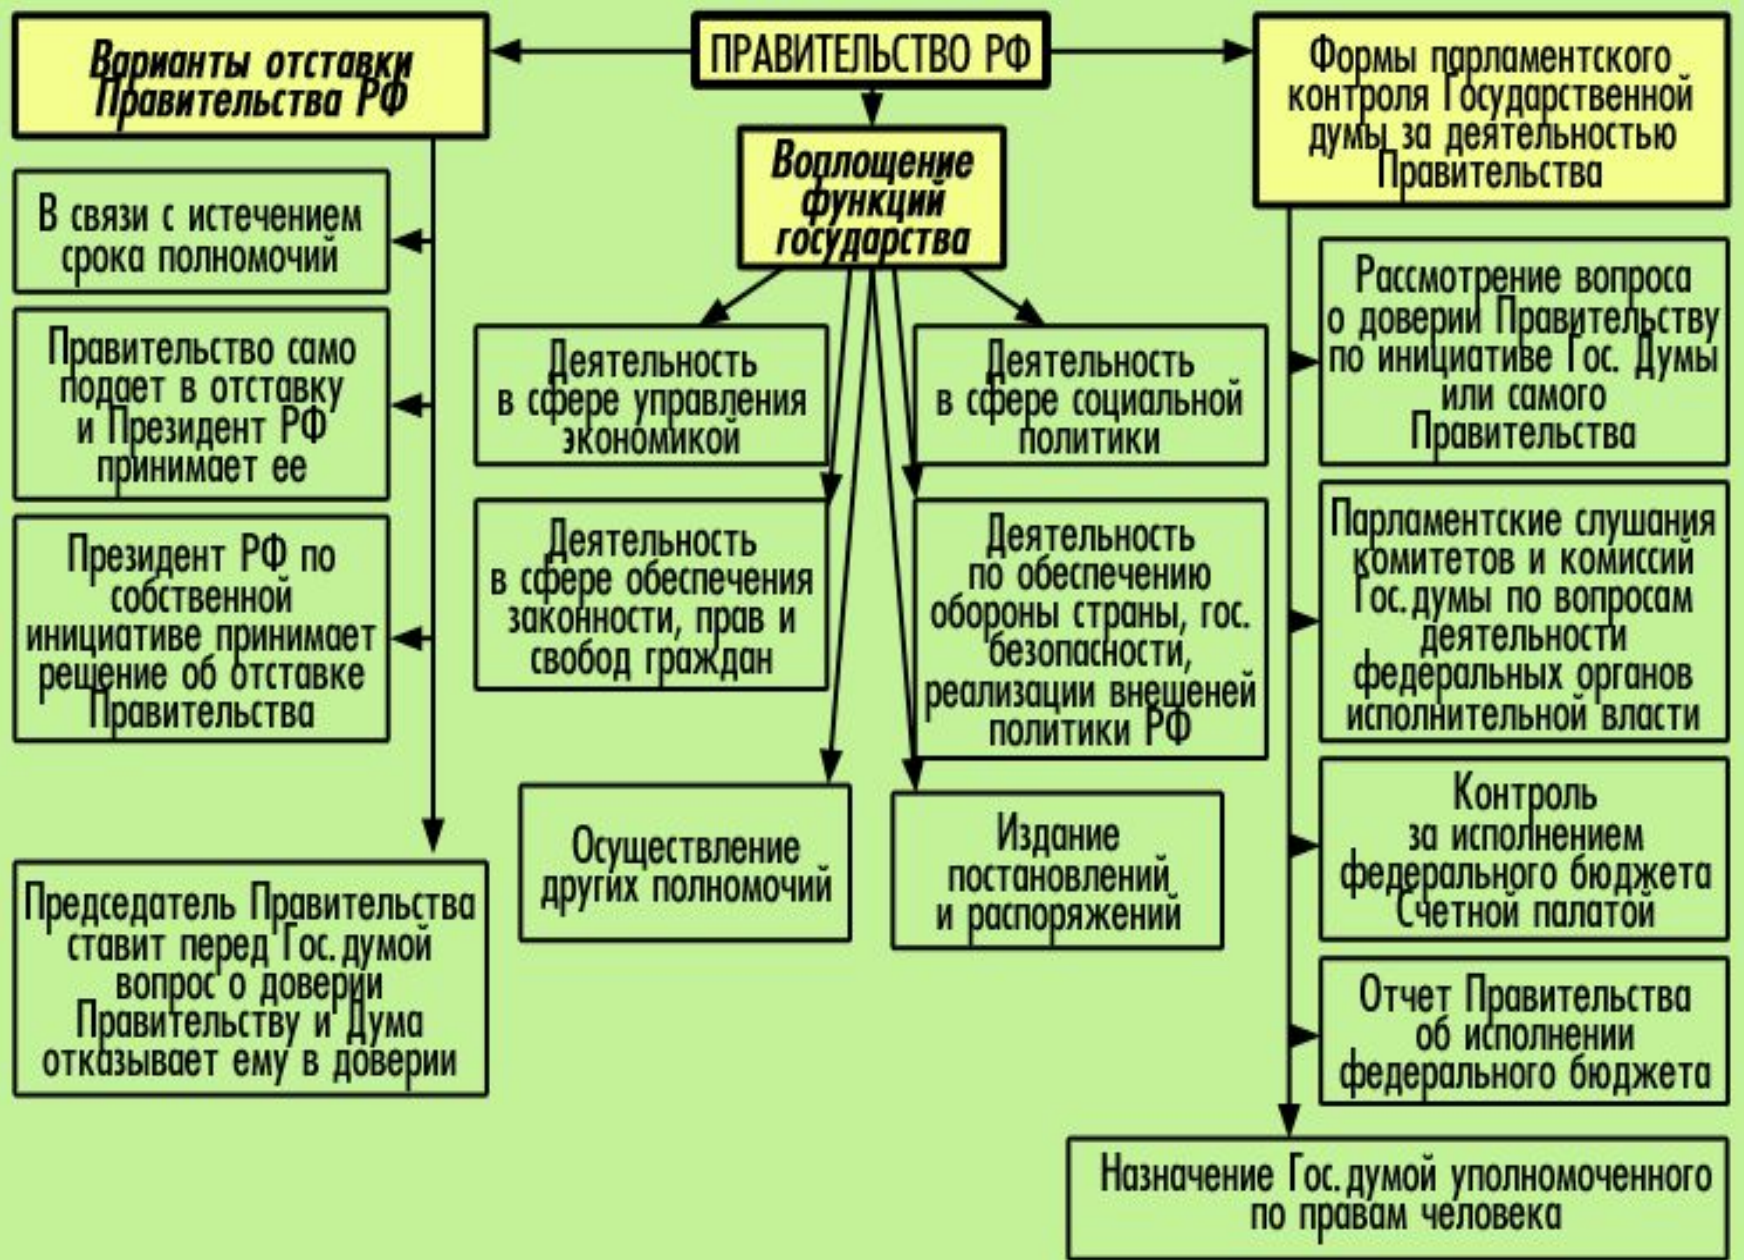 ПРАВИТЕЛЬСТВО РФ
Варианты отставки
Правительства РФ
В связи с истечением
срока полномочий
Правительство само
подает в отставку
и Президент РФ
принимает ее
Президент РФ по
собственной
инициативе принимает
решение об отставке
Правительства
Председатель Правительства
ставит перед Гос. думой
вопрос о доверии
Правительству и Дума
отказывает ему в доверии
Воплощение
функций
государства
Деятельность
в сфере управления
экономикой
Деятельность
в сфере социальной
политики
Деятельность
в сфере обеспечения
законности, прав и
свобод граждан
Деятельность
по обеспечению
обороны страны, гос.
безопасности,
реализации внешеней
политики РФ
Осуществление
других полномочий
Издание
постановлений
и распоряжений
Формы парламентского
контроля Государственной
думы за деятельностью
Правительства
Рассмотрение вопроса
о доверии Правительству
по инициативе Гос. Думы
или самого
Правительства
Парламентские слушания
комитетов и комиссий
Гос. думы по вопросам
деятельности
федеральных органов
исполнительной власти
Контроль
за исполнением
федерального бюджета
Счетной палатой
Отчет Правительства
об исполнении
федерального бюджета
Назначение Гос. думой уполномоченного
по правам человека